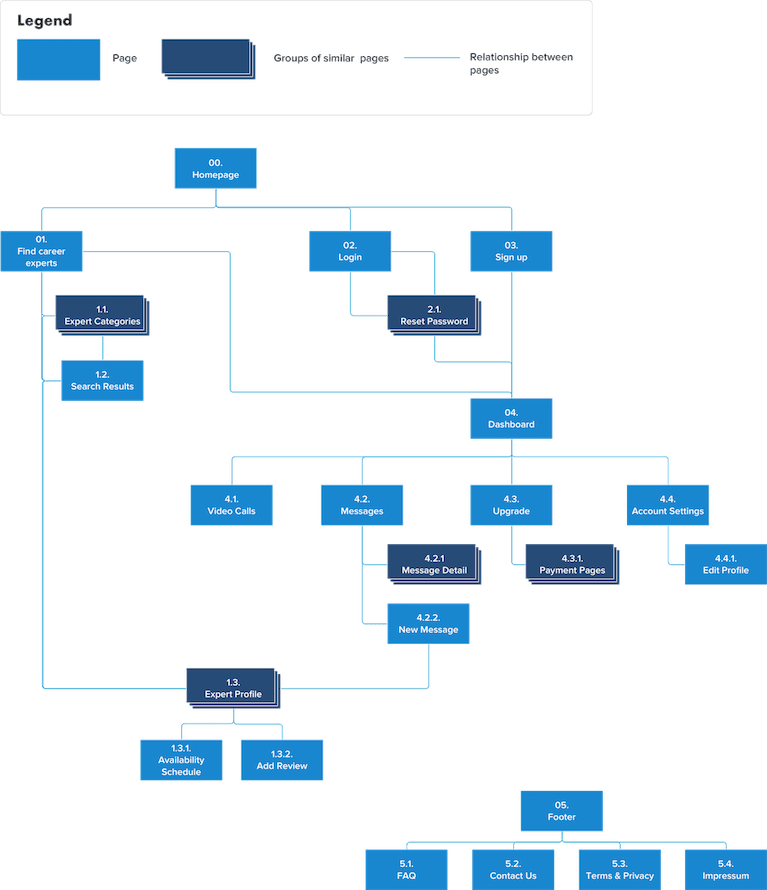 Legend
Page
Groups of similar pages
Relationship between
pages
00.
Homepage
01.
Find career
experts
02.
Login
03.
Sign up
1.1.
Expert Categories
2.1.
Reset Password
1.2.
Search Results
04.
Dashboard
4.1.
Video Calls
4.2.
Messages
4.3.
Upgrade
4.4.
Account Settings
4.2.1
Message Detail
4.3.1.
Payment Pages
4.4.1.
Edit Profile
4.2.2.
New Message
1.3.
Expert Profile
1.3.1.
Availability
Schedule
1.3.2.
Add Review
05.
Footer
5.1.
FAQ
5.2.
Contact Us
5.3.
Terms & Privacy
5.4.
Impressum